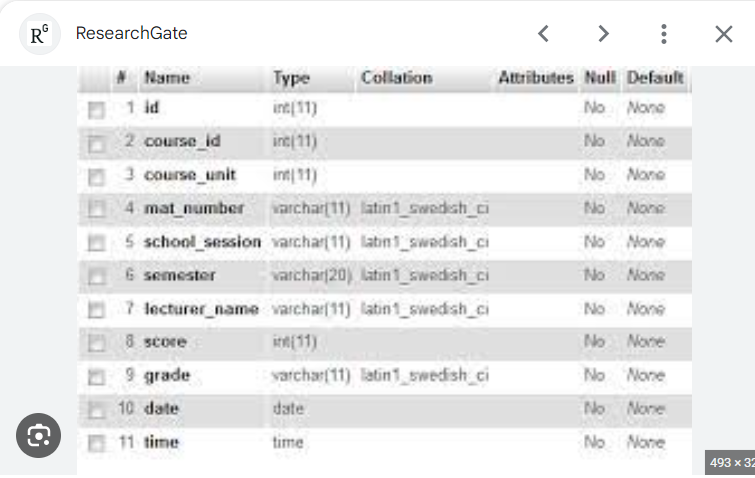 RG ResearchGate
# Name Type Collation Attributes Null Default
1 id int(11) No None
2 course_id int(11) No None
3 course_unit int(11) No None
4 mat_number varchar(11) latin1_swedish_ci No None
5 school_session varchar(11) latin1_swedish_ci No None
6 semester varchar(20) latin1_swedish_ci No None
7 lecturer_name varchar(11) latin1_swedish_ci No None
8 score int(11) No None
9 grade varchar(11) latin1_swedish_ci No None
10 date date No None
11 time time No None
493 × 32